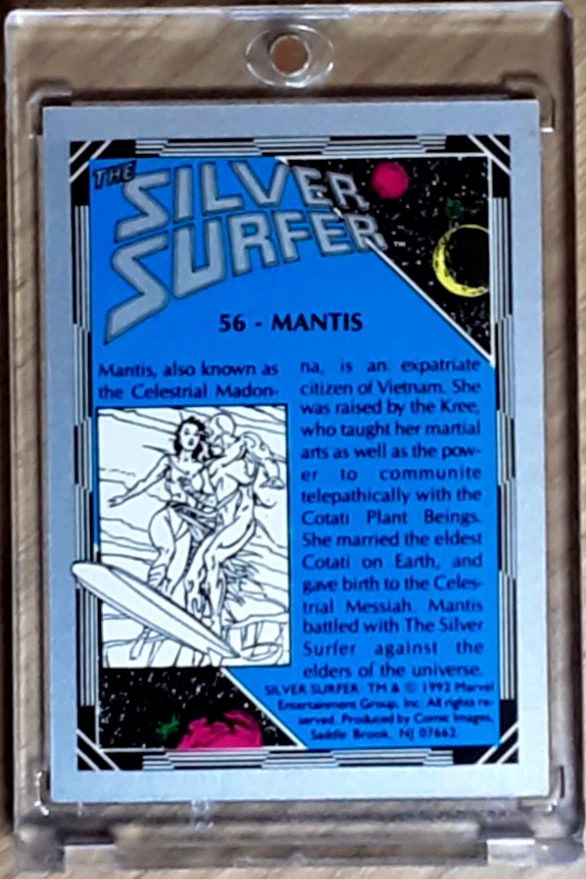 THE
SILVER
SURFER
™
56 - MANTIS
Mantis, also known as
the Celestrial Madon-
na, is an expatriate
citizen of Vietnam. She
was raised by the Kree,
who taught her martial
arts as well as the pow-
er to communite
telepathically with the
Cotati Plant Beings.
She married the eldest
Cotati on Earth, and
gave birth to the Celes-
trial Messiah. Mantis
battled with The Silver
Surfer against the
elders of the universe.
SILVER SURFER TM & © 1992 Marvel
Entertainment Group, Inc. All rights re-
served. Produced by Comic Images,
Saddle Brook, NJ 07662.